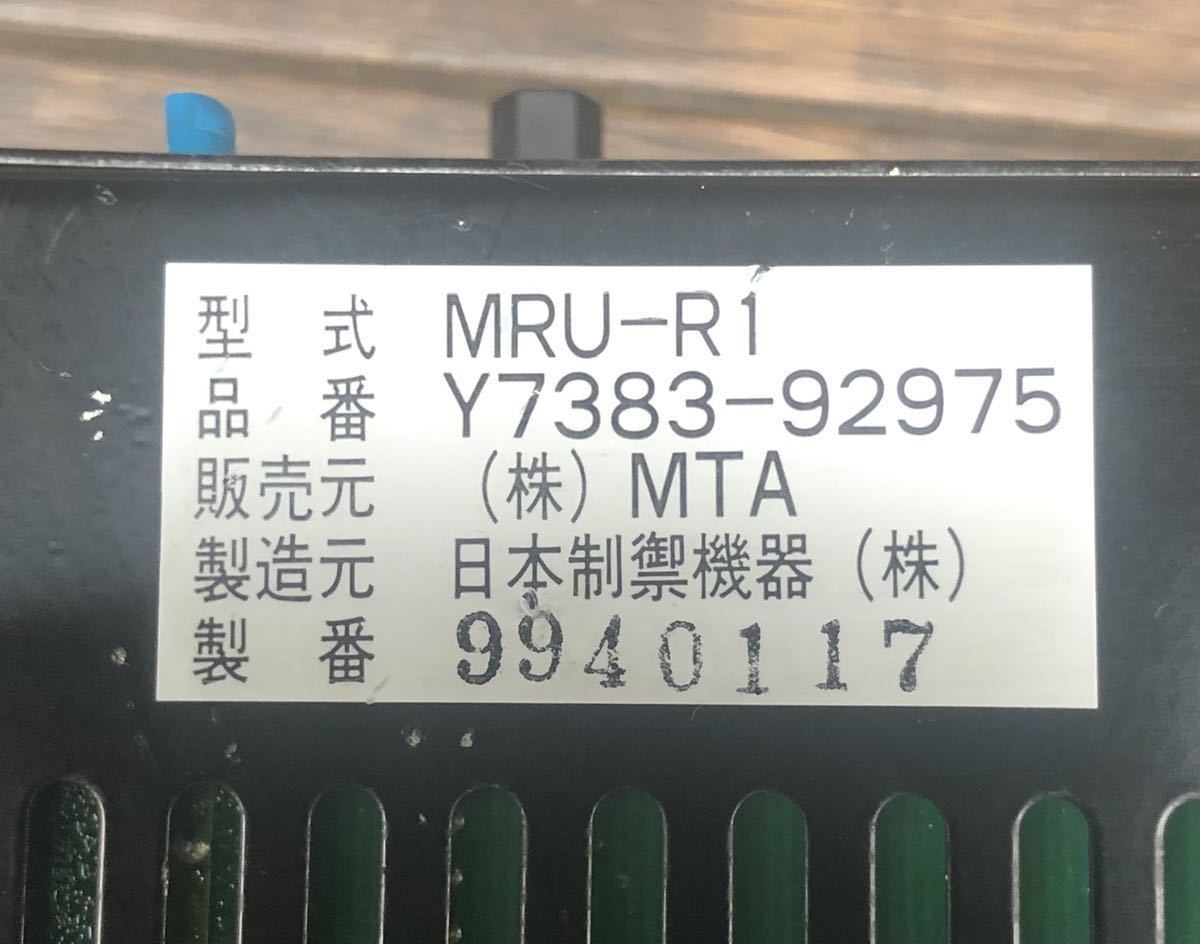 型 式 MRU-R1
品 番 Y7383-92975
販売元 (株) MTA
製造元 日本制禦機器 (株)
製 番 9940117